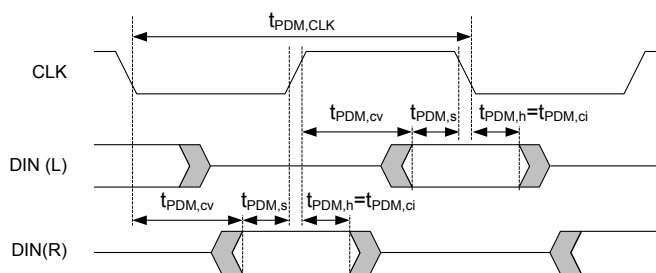 tPDM,CLK
CLK
tPDM,cv tPDM,s tPDM,h=tPDM,ci
DIN (L)
tPDM,cv tPDM,s tPDM,h=tPDM,ci
DIN(R)